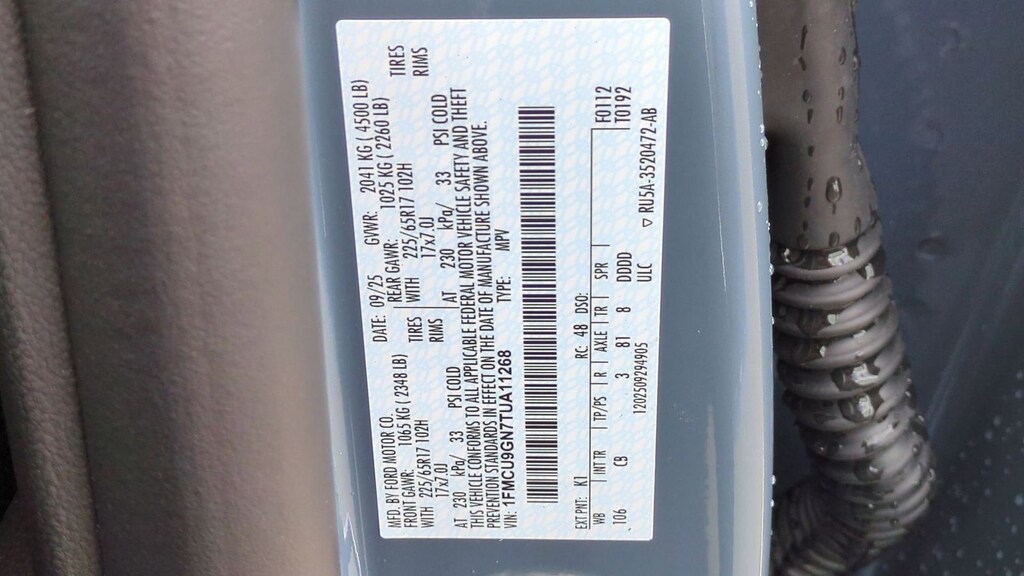 MFD. BY FORD MOTOR CO. DATE: 09/25 GVWR: 2041 KG ( 4500 LB)
FRONT GAWR: 1065 KG ( 2348 LB) REAR GAWR: 1025 KG ( 2260 LB)
WITH 225/65R17 102H TIRES WITH 225/65R17 102H TIRES
17x7.0J RIMS 17x7.0J RIMS
AT 230 kPa/ 33 PSI COLD AT 230 kPa/ 33 PSI COLD
THIS VEHICLE CONFORMS TO ALL APPLICABLE FEDERAL MOTOR VEHICLE SAFETY AND THEFT
PREVENTION STANDARDS IN EFFECT ON THE DATE OF MANUFACTURE SHOWN ABOVE.
VIN: 1FMCU9GN7TUA11268 TYPE: MPV
EXT PNT: K1 RC: 48 DSO: F0112
WB INT TR TP/PS R AXLE TR SPR T0192
106 CB 3 B1 8 DDDD
1202509294905 ULC RU5A-3520472-AB